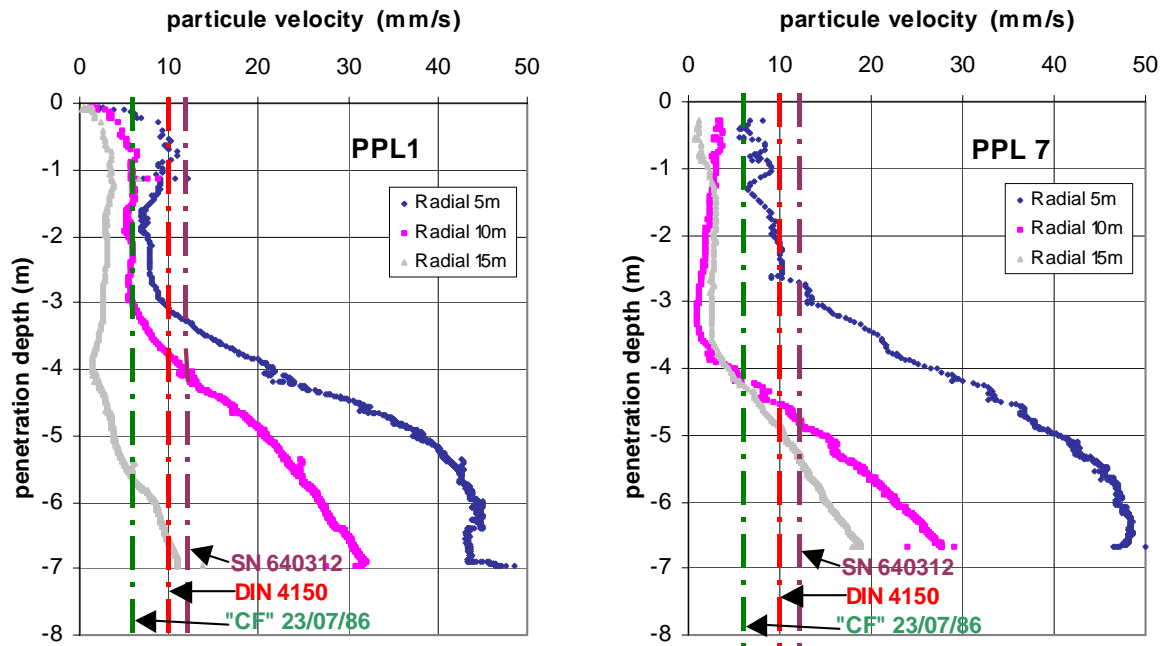 particule velocity (mm/s)
0 10 20 30 40 50
0
-1
-2
-3
-4
-5
-6
-7
-8
penetration depth (m)
PPL1
Radial 5m
Radial 10m
Radial 15m
SN 640312
DIN 4150
"CF" 23/07/86
particule velocity (mm/s)
0 10 20 30 40 50
0
-1
-2
-3
-4
-5
-6
-7
-8
penetration depth (m)
PPL 7
Radial 5m
Radial 10m
Radial 15m
SN 640312
DIN 4150
"CF" 23/07/86